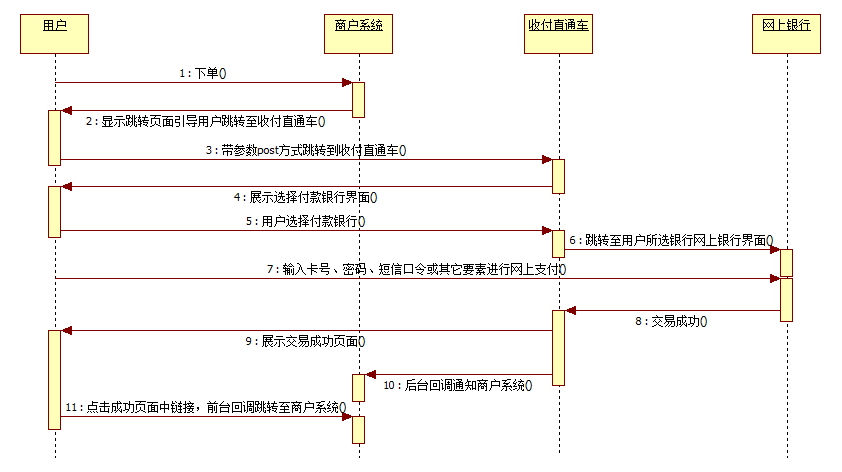 用户
商户系统
收付直通车
网上银行
1 : 下单()
2 : 显示跳转页面引导用户跳转至收付直通车()
3 : 带参数post方式跳转到收付直通车()
4 : 展示选择付款银行界面()
5 : 用户选择付款银行()
6 : 跳转至用户所选银行网上银行界面()
7 : 输入卡号、密码、短信口令或其它要素进行网上支付()
8 : 交易成功()
9 : 展示交易成功页面()
10 : 后台回调通知商户系统()
11 : 点击成功页面中链接，前台回调跳转至商户系统()